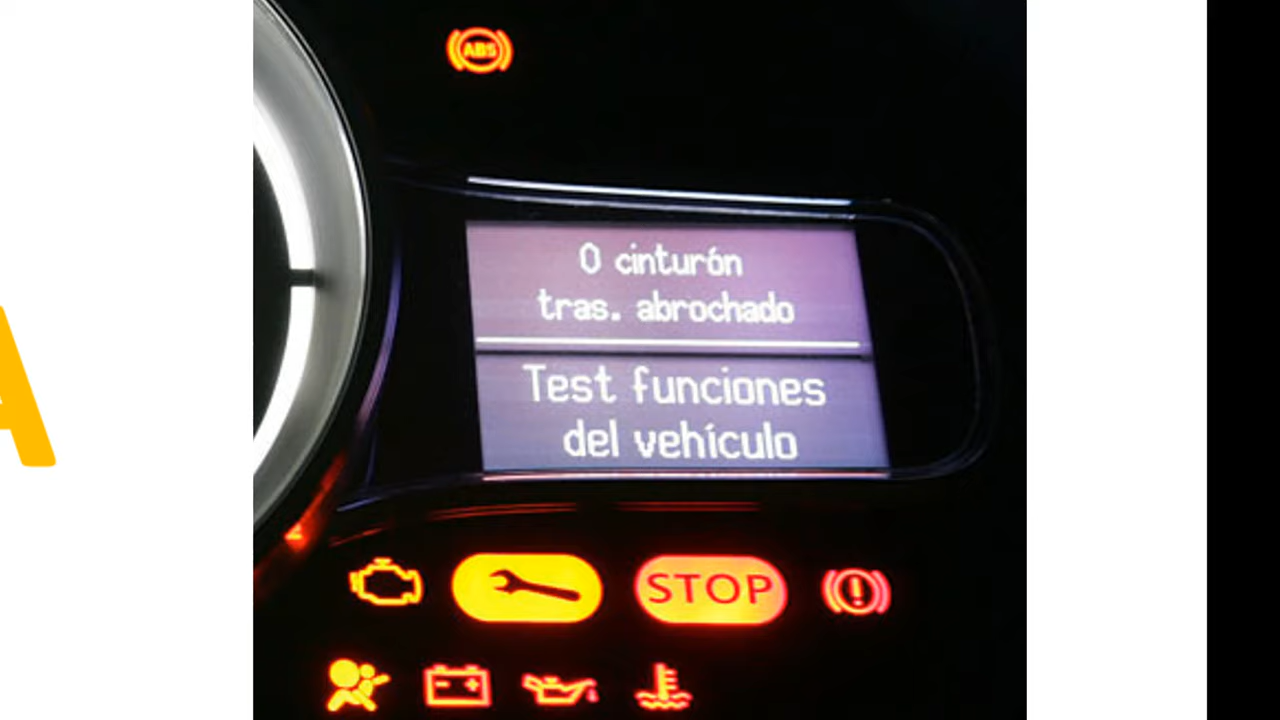 A
ABS
0 cinturón
tras. abrochado
Test funciones
del vehículo
STOP